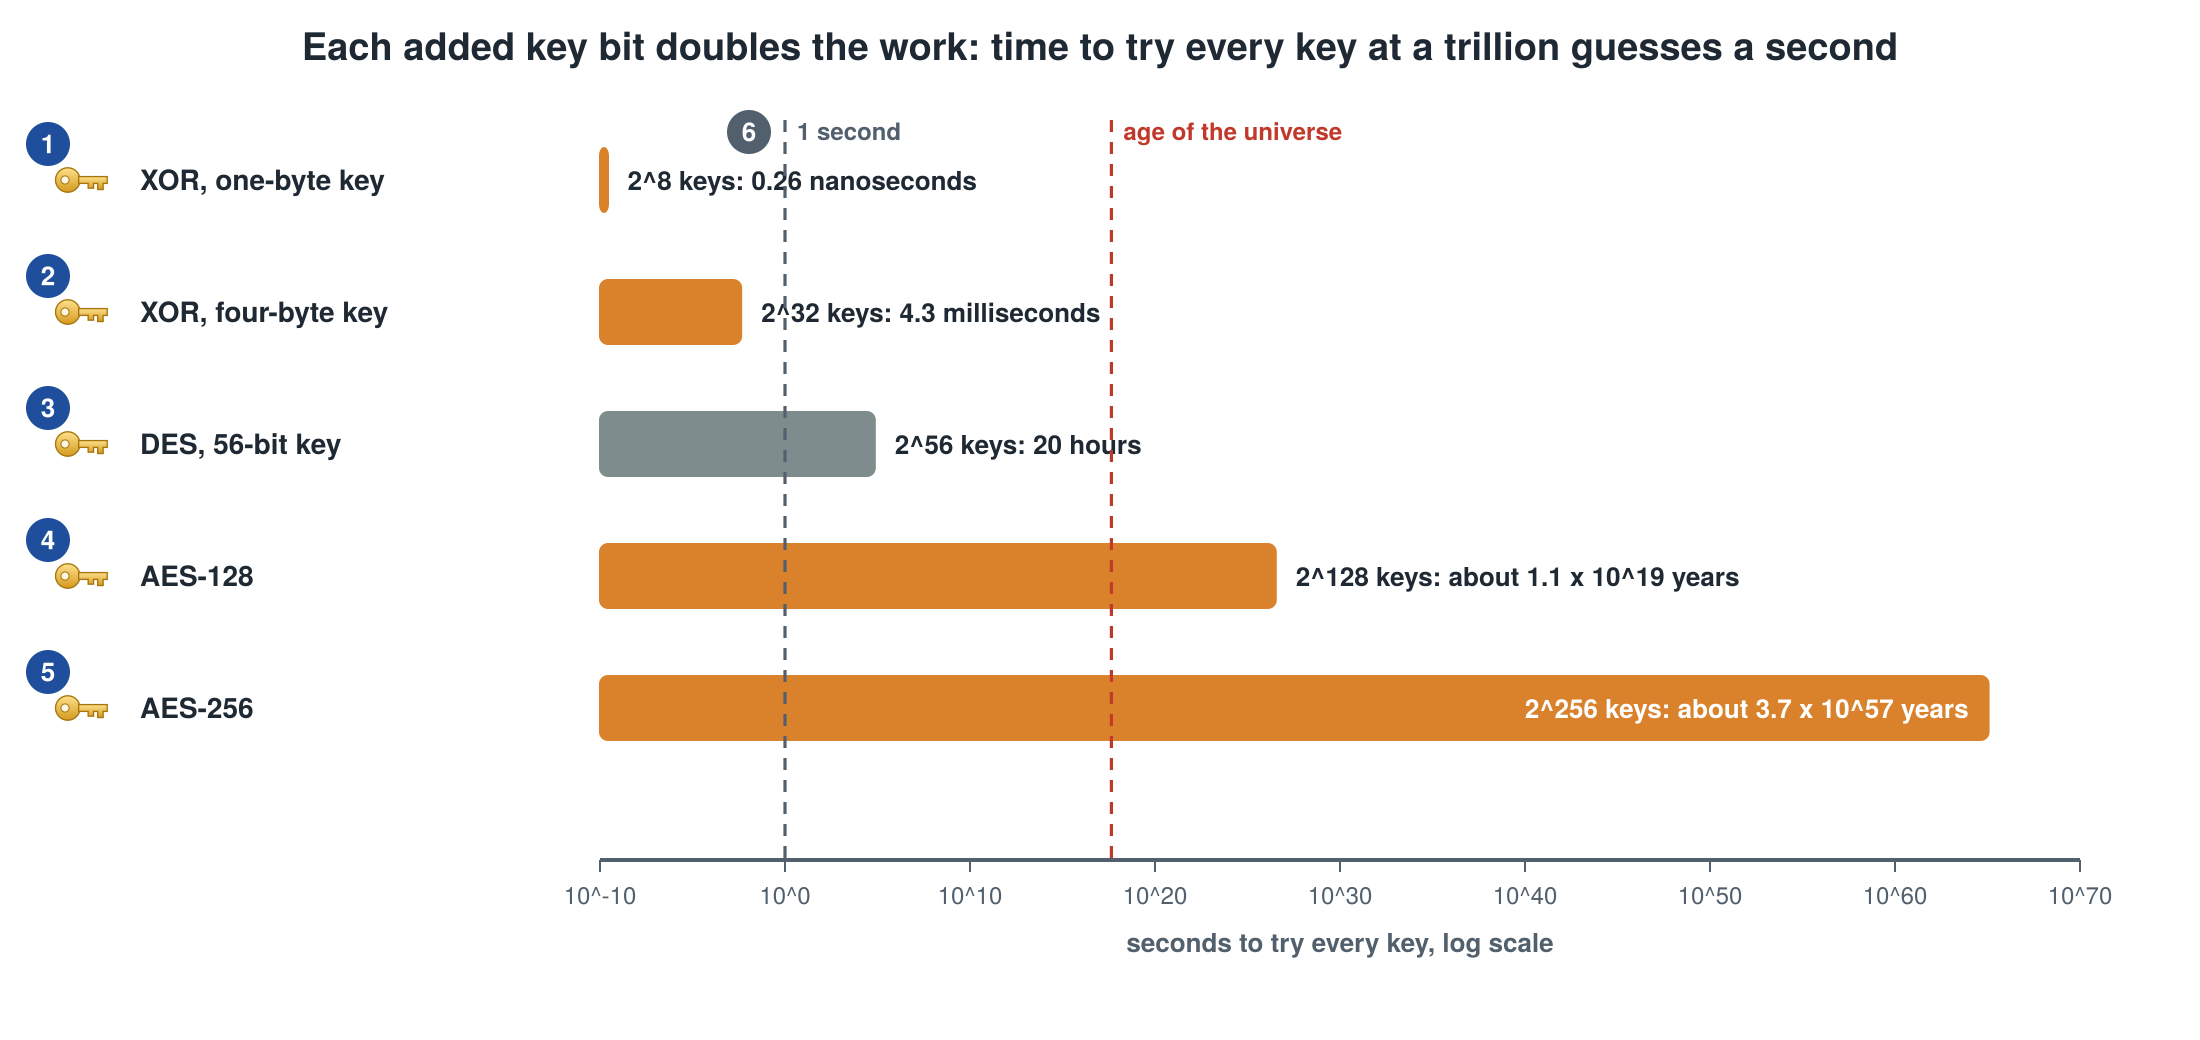 Each added key bit doubles the work: time to try every key at a trillion guesses a second
6
1 second
age of the universe
1
XOR, one-byte key
2^8 keys: 0.26 nanoseconds
2
XOR, four-byte key
2^32 keys: 4.3 milliseconds
3
DES, 56-bit key
2^56 keys: 20 hours
4
AES-128
2^128 keys: about 1.1 x 10^19 years
5
AES-256
2^256 keys: about 3.7 x 10^57 years
10^-10
10^0
10^10
10^20
10^30
10^40
10^50
10^60
10^70
seconds to try every key, log scale